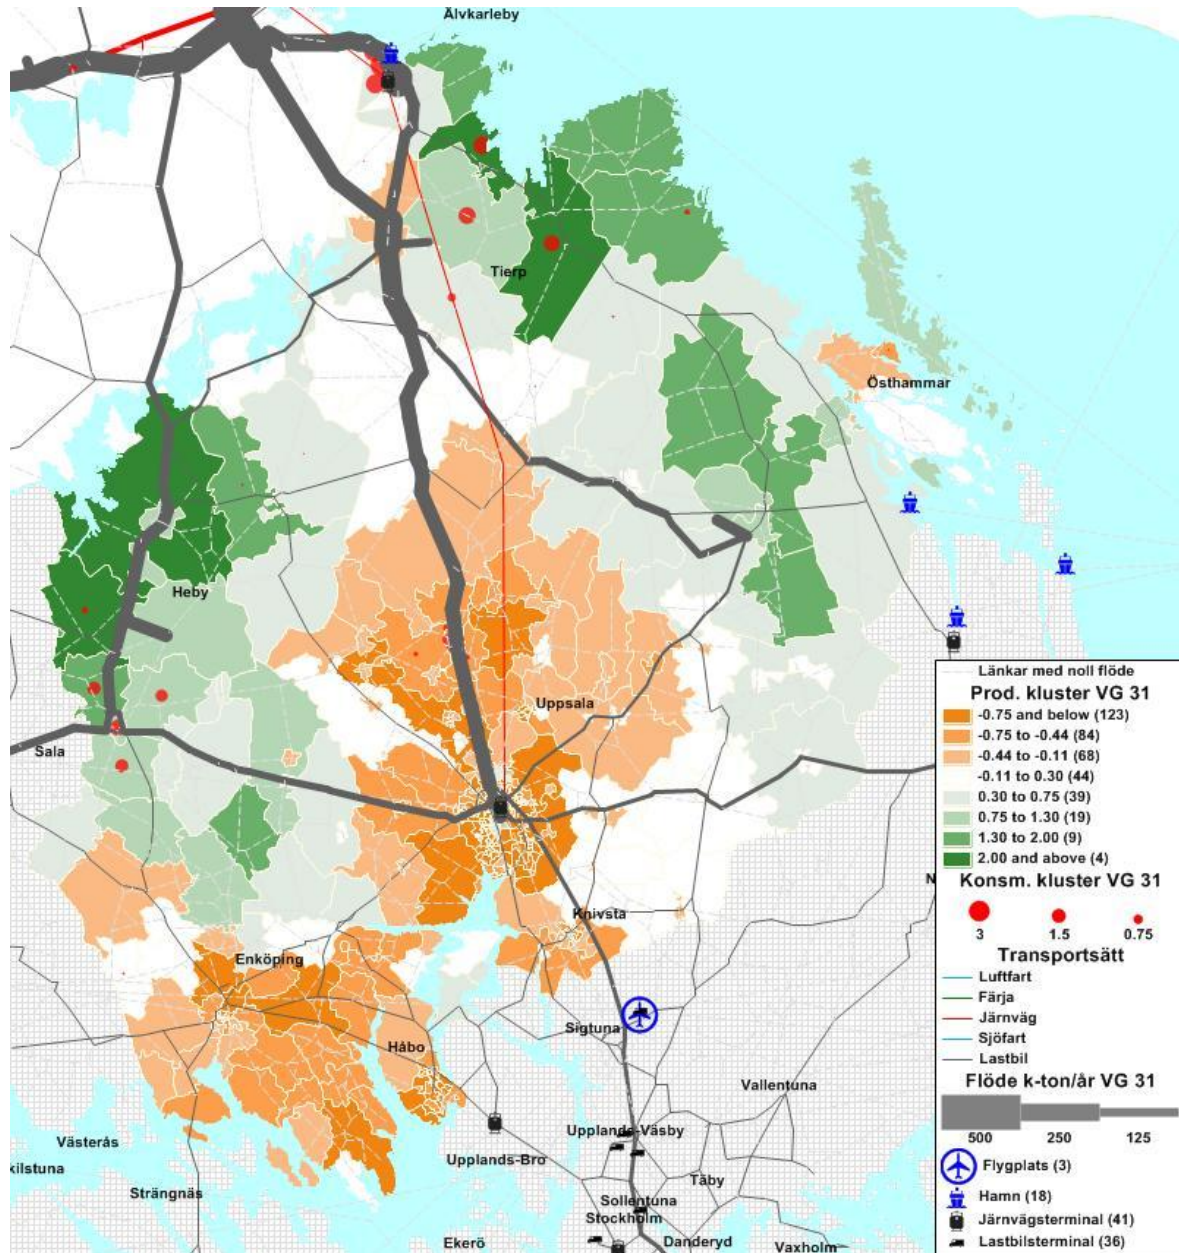 Älvkarleby
Tierp
Östhammar
Heby
Uppsala
Sala
Knivsta
Enköping
Sigtuna
Håbo
Vallentuna
Västerås
Upplands-Väsby
kilstuna
Upplands-Bro
Täby
Strängnäs
Sollentuna
Stockholm
Ekerö
Danderyd
Vaxholm
N
Länkar med noll flöde
Prod. kluster VG 31
-0.75 and below (123)
-0.75 to -0.44 (84)
-0.44 to -0.11 (68)
-0.11 to 0.30 (44)
0.30 to 0.75 (39)
0.75 to 1.30 (19)
1.30 to 2.00 (9)
2.00 and above (4)
Konsm. kluster VG 31
3 1.5 0.75
Transportsätt
Luftfart
Färja
Järnväg
Sjöfart
Lastbil
Flöde k-ton/år VG 31
500 250 125
Flygplats (3)
Hamn (18)
Järnvägsterminal (41)
Lastbilsterminal (36)